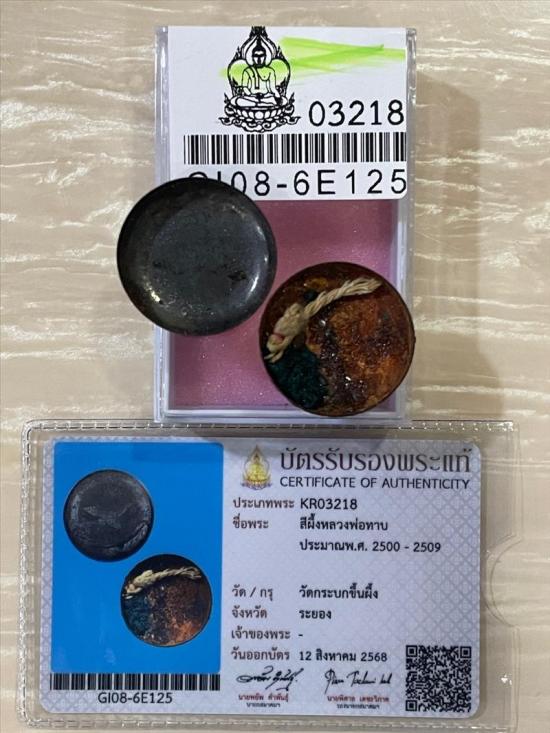 03218
GI08-6E125
บัตรรับรองพระแท้
CERTIFICATE OF AUTHENTICITY
ประเภทพระ KR03218
ชื่อพระ สีผึ้งหลวงพ่อทาบ
ประมาณพ.ศ. 2500 - 2509
วัด / กรุ วัดกระบกขึ้นผึ้ง
จังหวัด ระยอง
เจ้าของพระ -
วันออกบัตร 12 สิงหาคม 2568
GI08-6E125